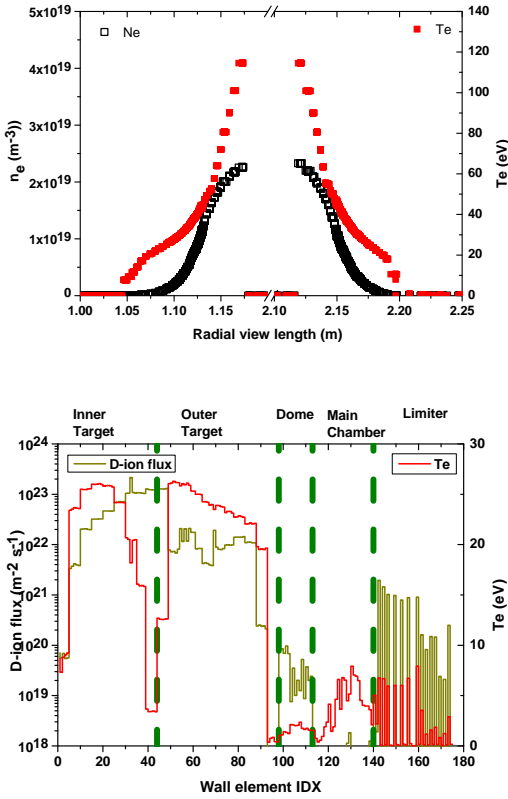 5x10^19
4x10^19
3x10^19
2x10^19
1x10^19
0
n_e (m^-3)
Ne
Te
140
120
100
80
60
40
20
0
Te (eV)
1.00 1.05 1.10 1.15 2.10 2.15 2.20 2.25
Radial view length (m)
Inner Target
Outer Target
Dome
Main Chamber
Limiter
10^24
10^23
10^22
10^21
10^20
10^19
10^18
D-ion flux (m^-2 s^-1)
D-ion flux
Te
30
20
10
0
Te (eV)
0 20 40 60 80 100 120 140 160 180
Wall element IDX